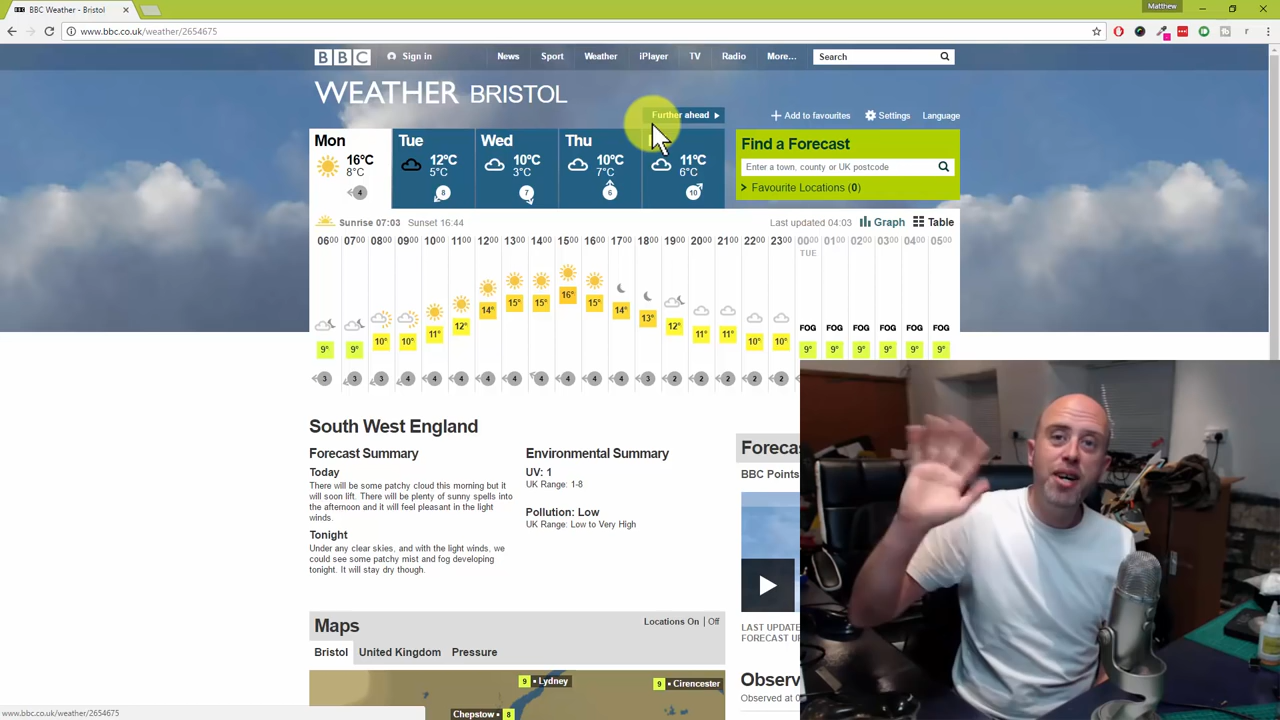 Matthew
BBC Weather - Bristol
www.bbc.co.uk/weather/2654675
BBC Sign in News Sport Weather iPlayer TV Radio More... Search
WEATHER BRISTOL
Further ahead
Add to favourites Settings Language
Mon 16°C 8°C 4
Tue 12°C 5°C 8
Wed 10°C 3°C 7
Thu 10°C 7°C 6
11°C 6°C 10
Find a Forecast
Enter a town, county or UK postcode
Favourite Locations (0)
Sunrise 07:03 Sunset 16:44 Last updated 04:03 Graph Table
0600 0700 0800 0900 1000 1100 1200 1300 1400 1500 1600 1700 1800 1900 2000 2100 2200 2300 0000 0100 0200 0300 0400 0500
TUE
FOG FOG FOG FOG FOG FOG
9° 9° 10° 10° 11° 12° 14° 15° 15° 16° 15° 14° 13° 12° 11° 11° 10° 10° 9° 9° 9° 9° 9° 9°
3 3 3 4 4 4 4 4 4 4 4 4 3 2 2 2 2 2
South West England
Forecast Summary
Today
There will be some patchy cloud this morning but it
will soon lift. There will be plenty of sunny spells into
the afternoon and it will feel pleasant in the light
winds.
Tonight
Under any clear skies, and with the light winds, we
could see some patchy mist and fog developing
tonight. It will stay dry though.
Environmental Summary
UV: 1
UK Range: 1-8
Pollution: Low
UK Range: Low to Very High
Foreca
BBC Points
LAST UPDATE
FORECAST U
Observ
Observed at 0
Maps
Locations On | Off
Bristol United Kingdom Pressure
9 Lydney
9 Cirencester
Chepstow 8
www.bbc.co.uk/weather/2654675